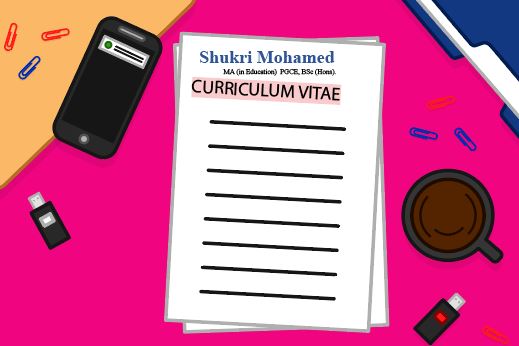 Shukri Mohamed
MA (in Education) PGCE, BSc (Hons).
CURRICULUM VITAE